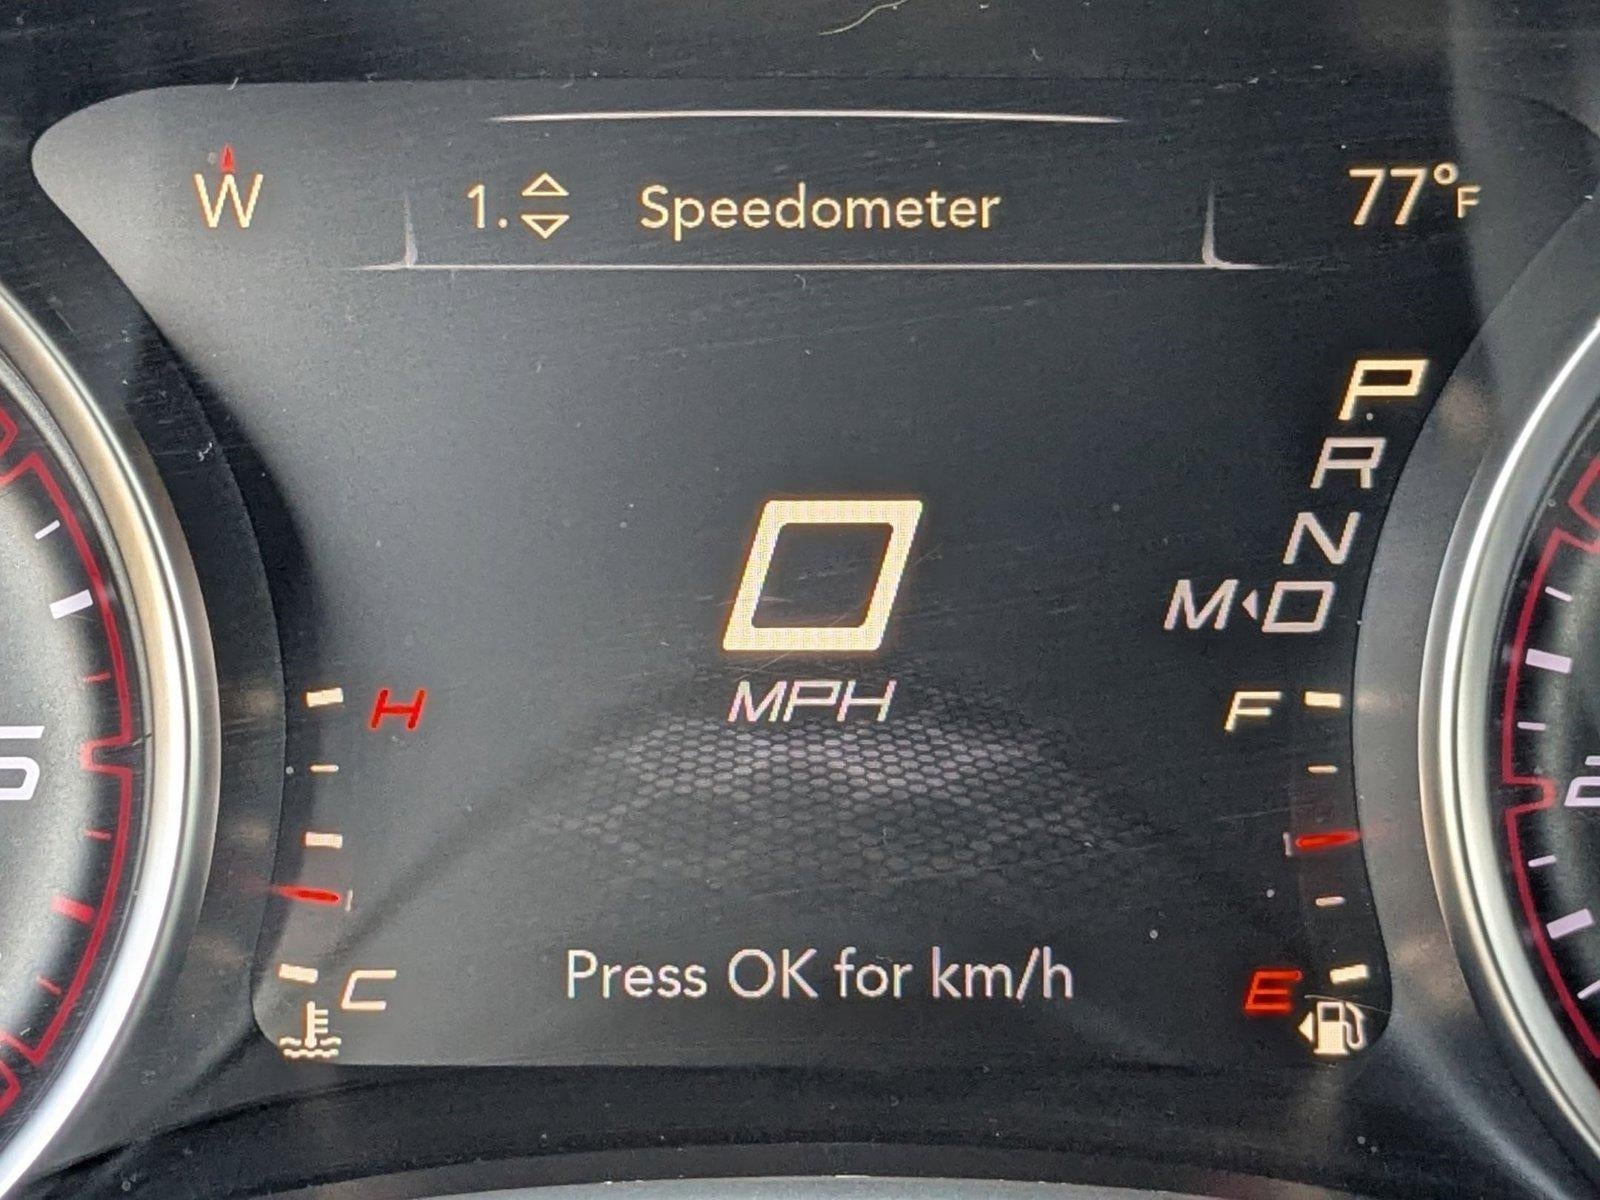 W 1. Speedometer 77°F
P
R
N
M D
0
MPH
H
F
Press OK for km/h
C
E